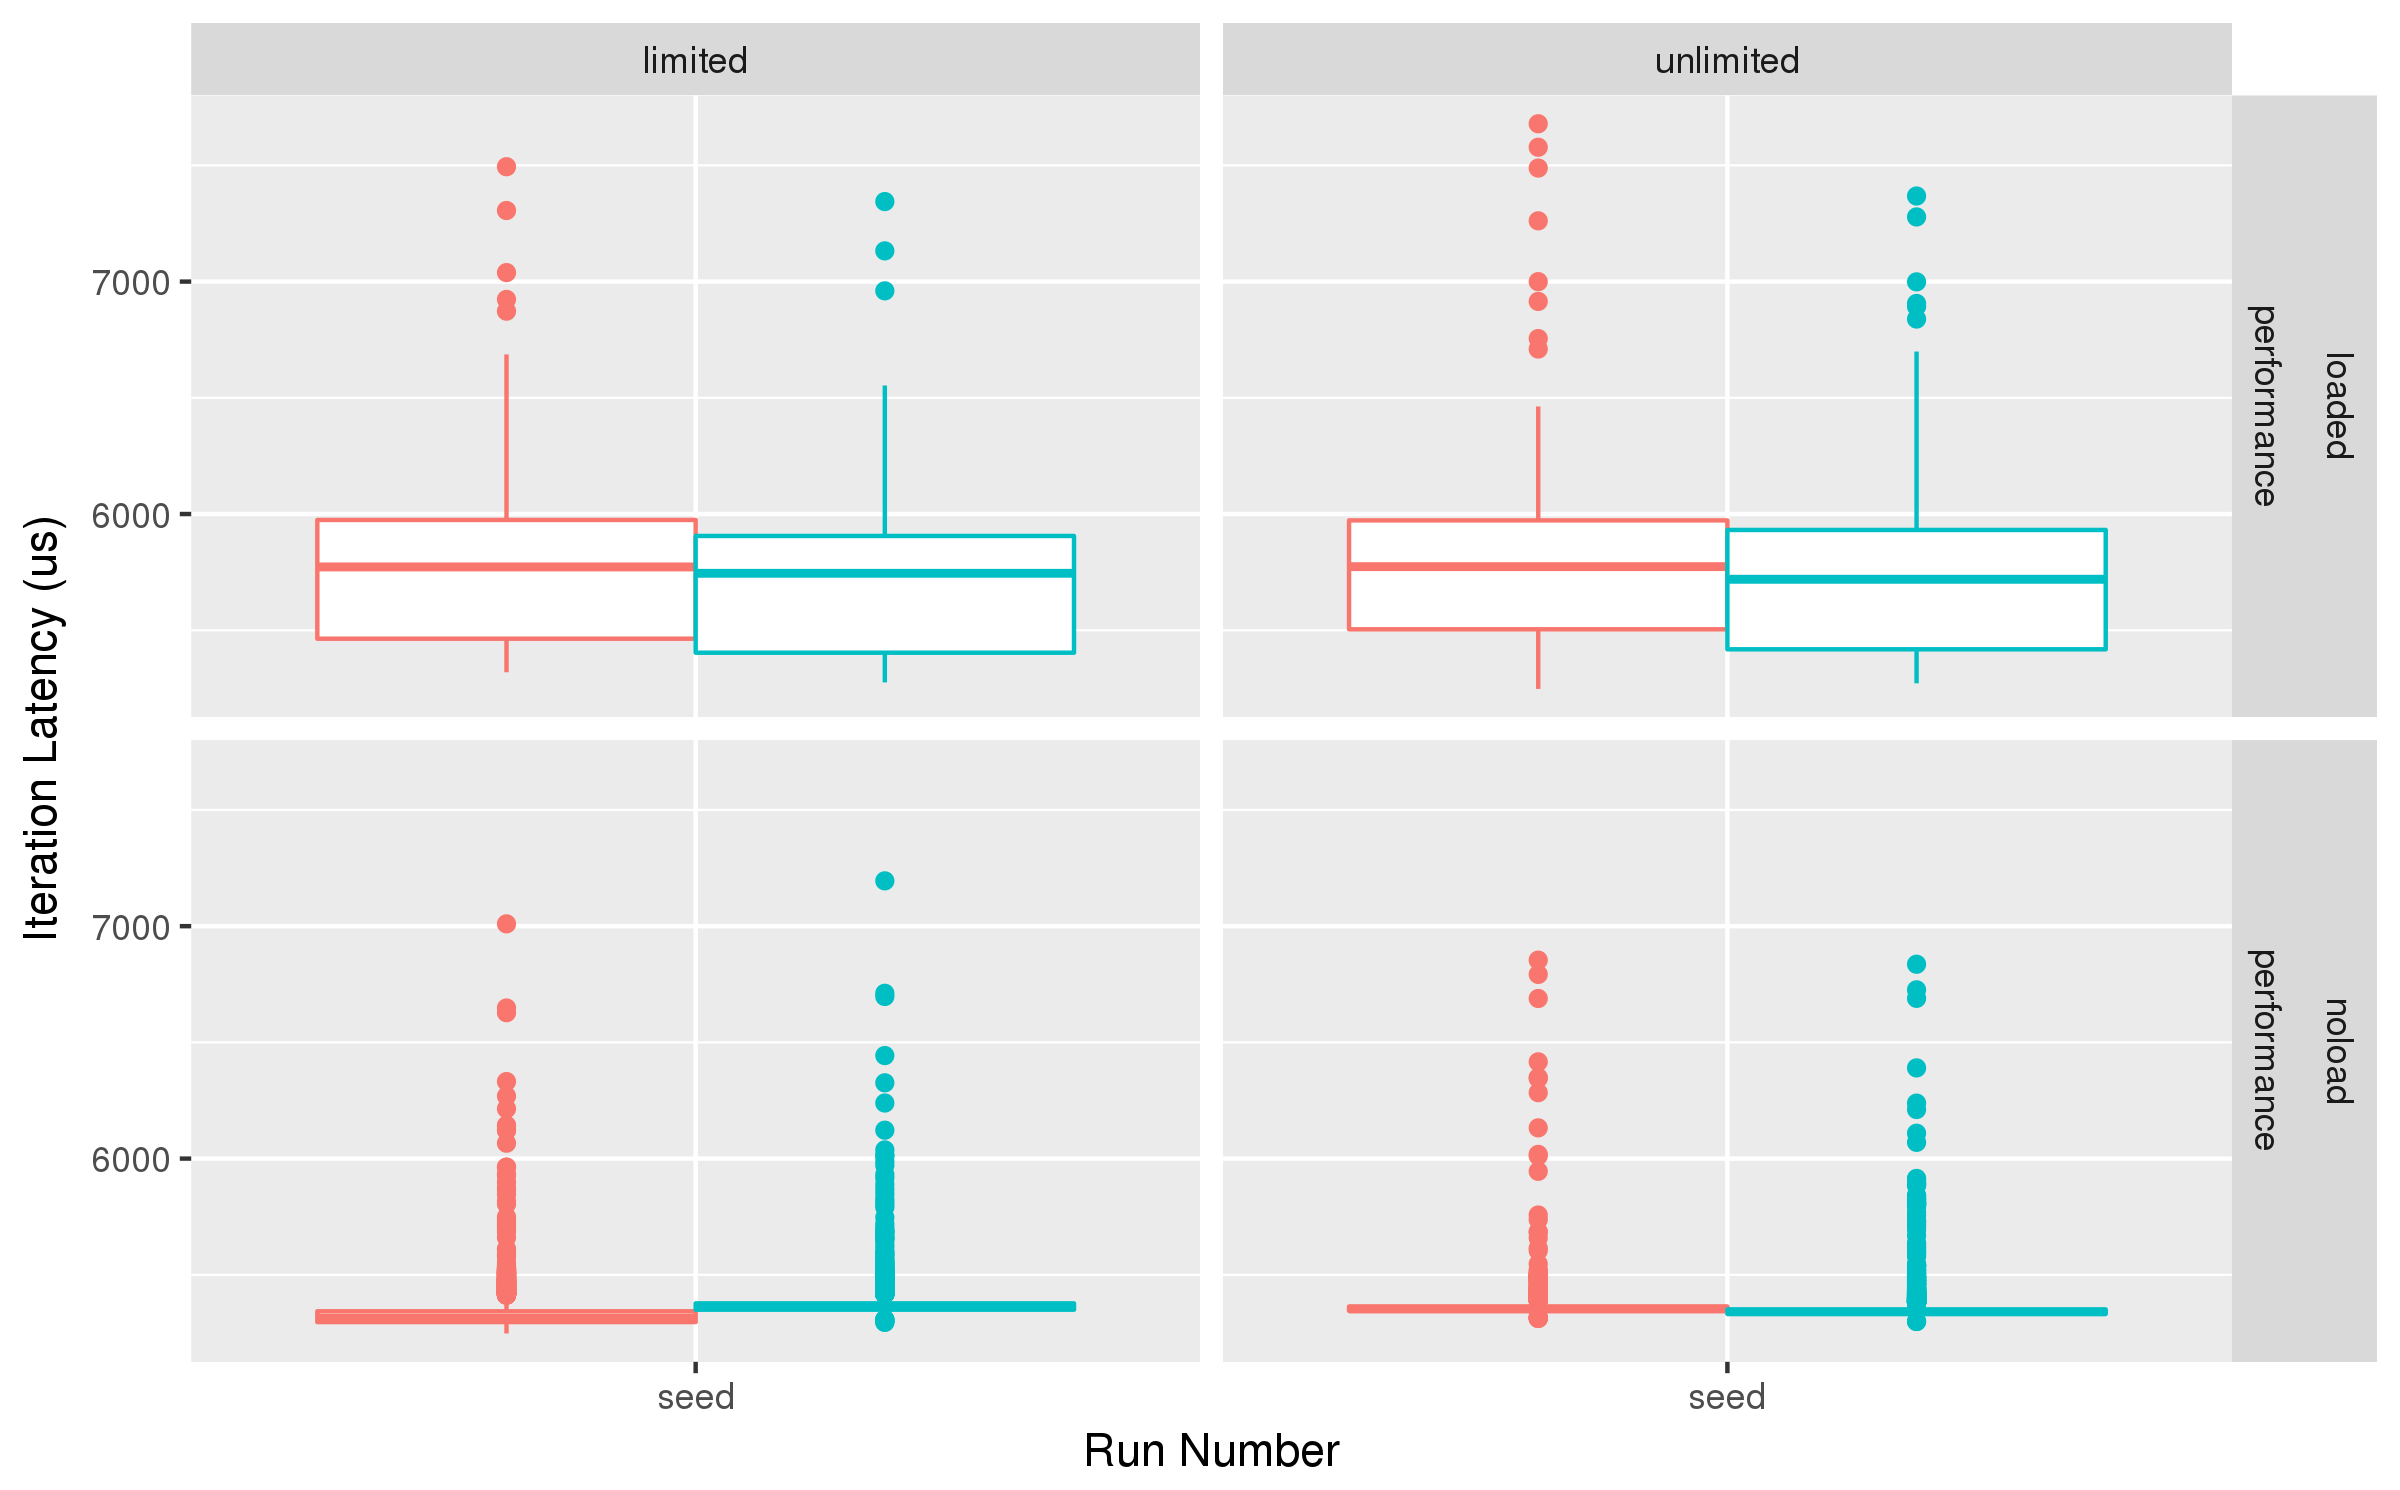 limited
unlimited
Iteration Latency (us)
7000
6000
performance
loaded
7000
6000
performance
noload
seed
seed
Run Number